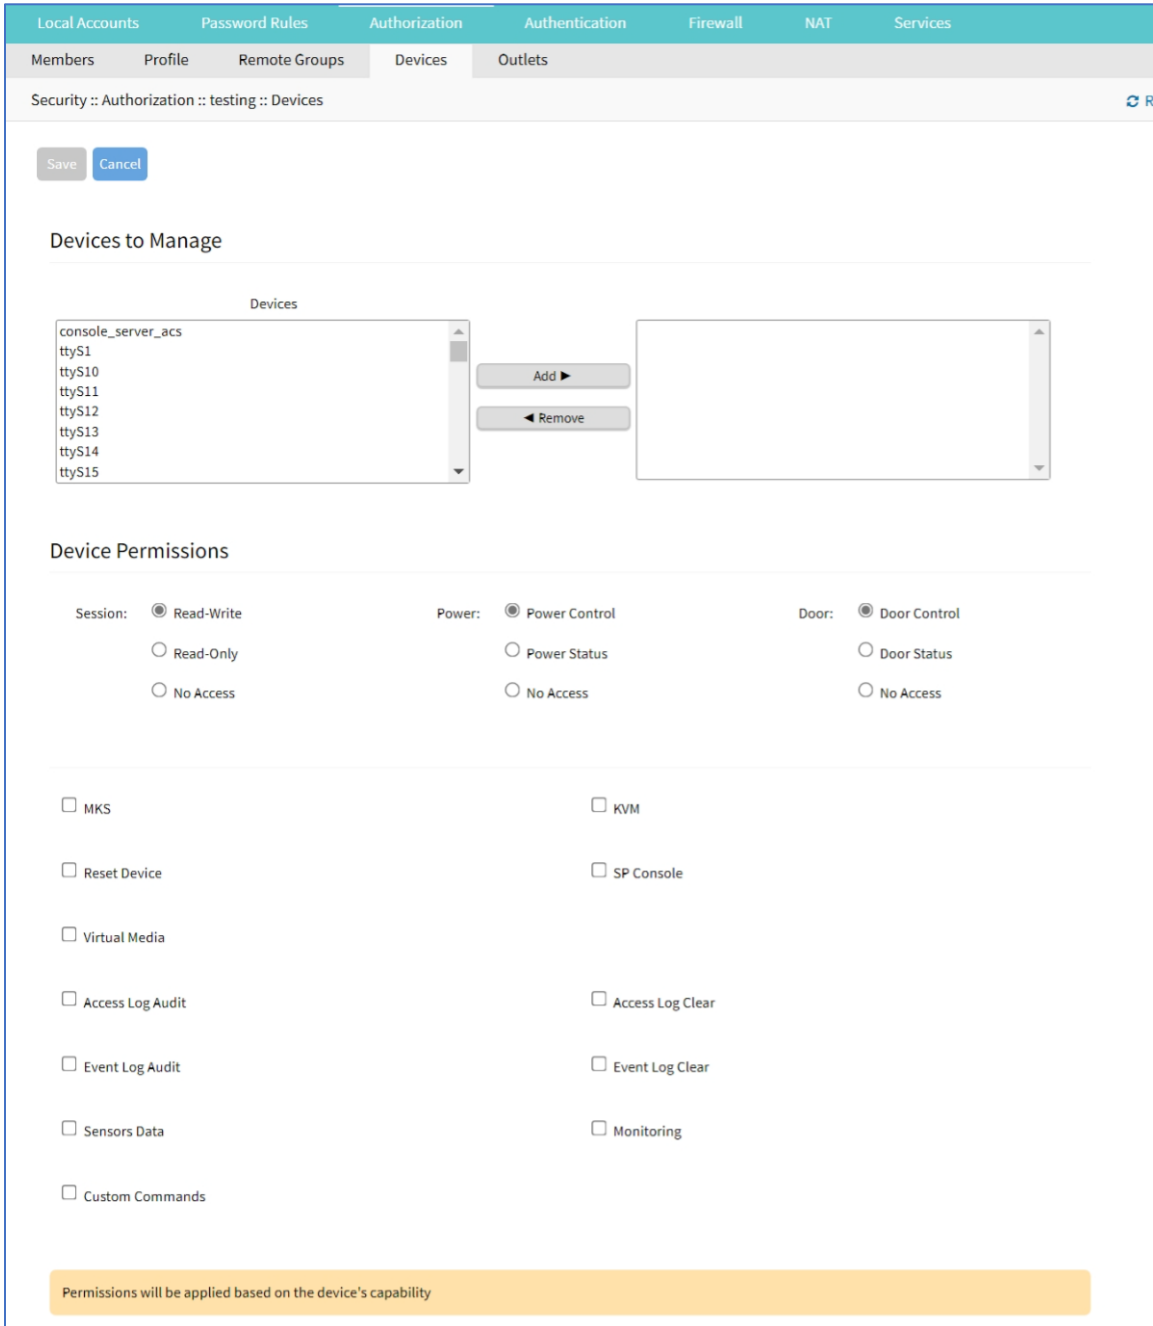 Local Accounts Password Rules Authorization Authentication Firewall NAT Services
Members Profile Remote Groups Devices Outlets
Security :: Authorization :: testing :: Devices R
Save Cancel
Devices to Manage
Devices
console_server_acs
ttyS1
ttyS10
ttyS11
ttyS12
ttyS13
ttyS14
ttyS15
Add ►
◄ Remove
Device Permissions
Session: Read-Write Power: Power Control Door: Door Control
Read-Only Power Status Door Status
No Access No Access No Access
MKS KVM
Reset Device SP Console
Virtual Media
Access Log Audit Access Log Clear
Event Log Audit Event Log Clear
Sensors Data Monitoring
Custom Commands
Permissions will be applied based on the device's capability